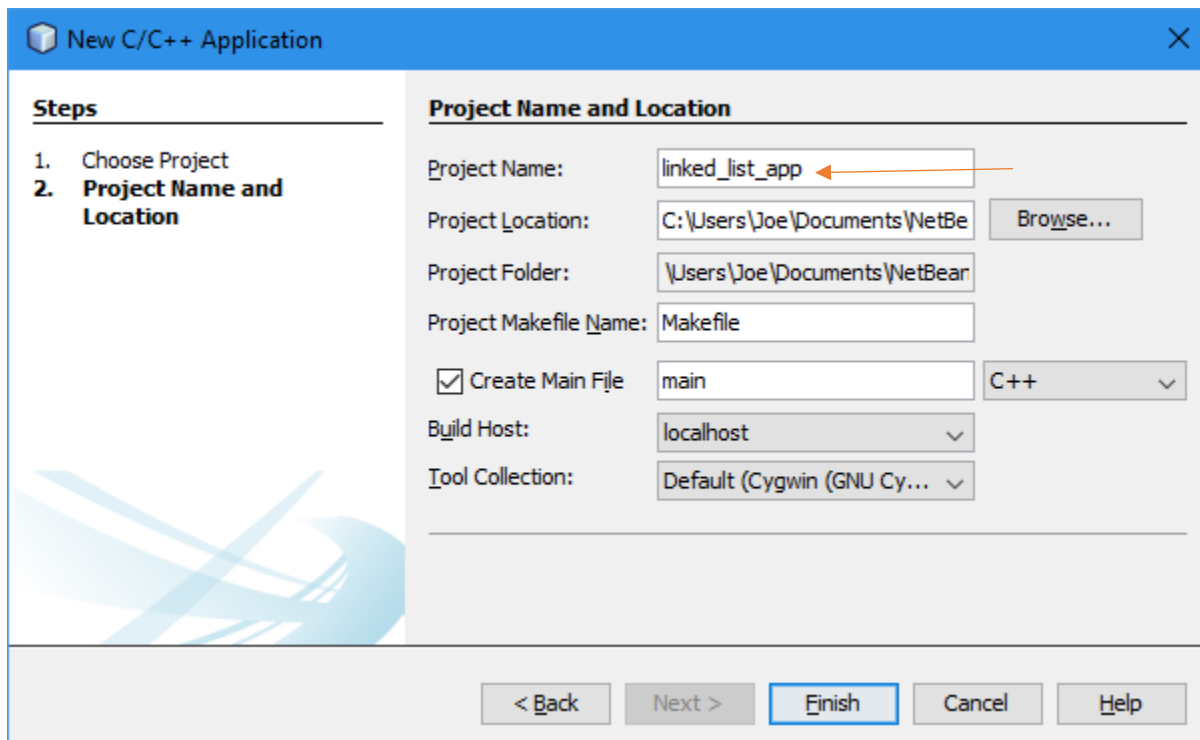 New C/C++ Application
Steps
1. Choose Project
2. Project Name and
Location
Project Name and Location
Project Name: linked_list_app
Project Location: C:\Users\Joe\Documents\NetBe Browse...
Project Folder: \Users\Joe\Documents\NetBean
Project Makefile Name: Makefile
Create Main File main C++
Build Host: localhost
Tool Collection: Default (Cygwin (GNU Cy...
< Back Next > Finish Cancel Help